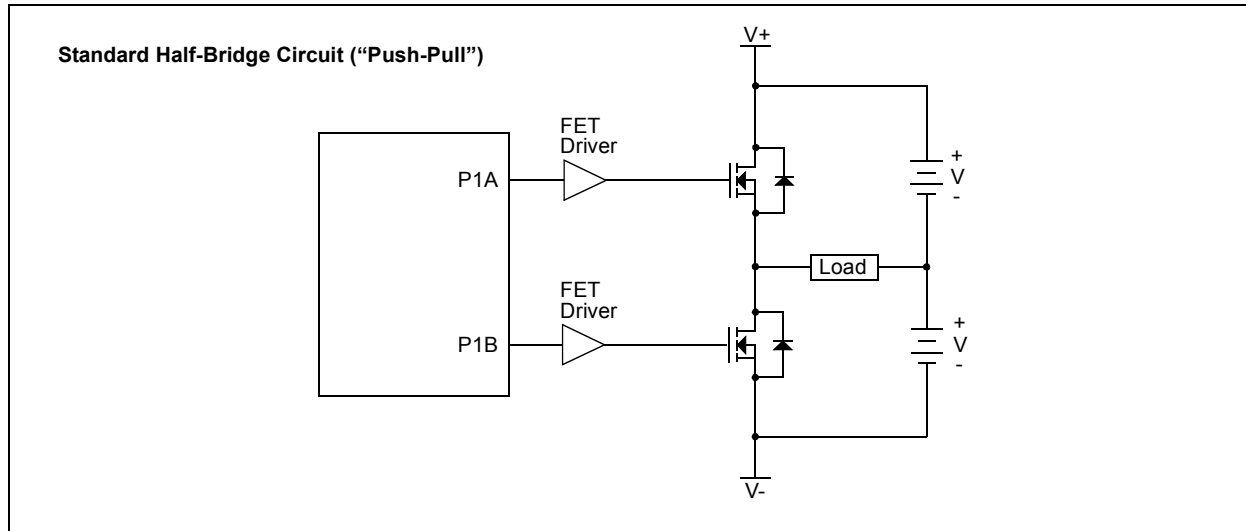 Standard Half-Bridge Circuit (“Push-Pull”)
V+
FET
Driver
P1A
+
V
-
Load
FET
Driver
P1B
+
V
-
V-